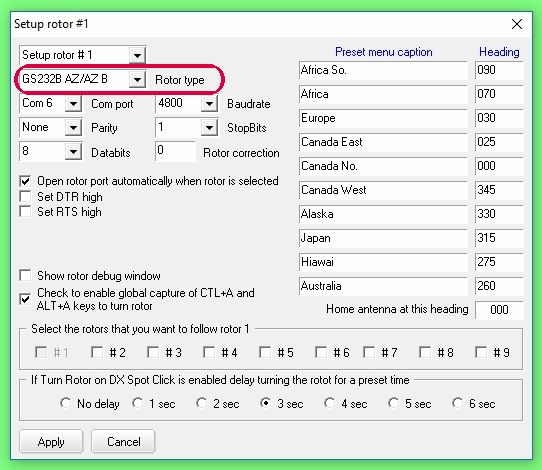 Setup rotor #1
Setup rotor # 1
Preset menu caption Heading
GS232B AZ/AZ B Rotor type
Africa So. 090
Com 6 Com port 4800 Baudrate
Africa 070
None Parity 1 StopBits
Europe 030
8 Databits 0 Rotor correction
Canada East 025
Canada No. 000
Open rotor port automatically when rotor is selected
Canada West 345
Set DTR high
Set RTS high
Alaska 330
Japan 315
Hiawai 275
Show rotor debug window
Australia 260
Check to enable global capture of CTL+A and
ALT+A keys to turn rotor
Home antenna at this heading 000
Select the rotors that you want to follow rotor 1
# 1 # 2 # 3 # 4 # 5 # 6 # 7 # 8 # 9
If Turn Rotor on DX Spot Click is enabled delay turning the rotot for a preset time
No delay 1 sec 2 sec 3 sec 4 sec 5 sec 6 sec
Apply Cancel